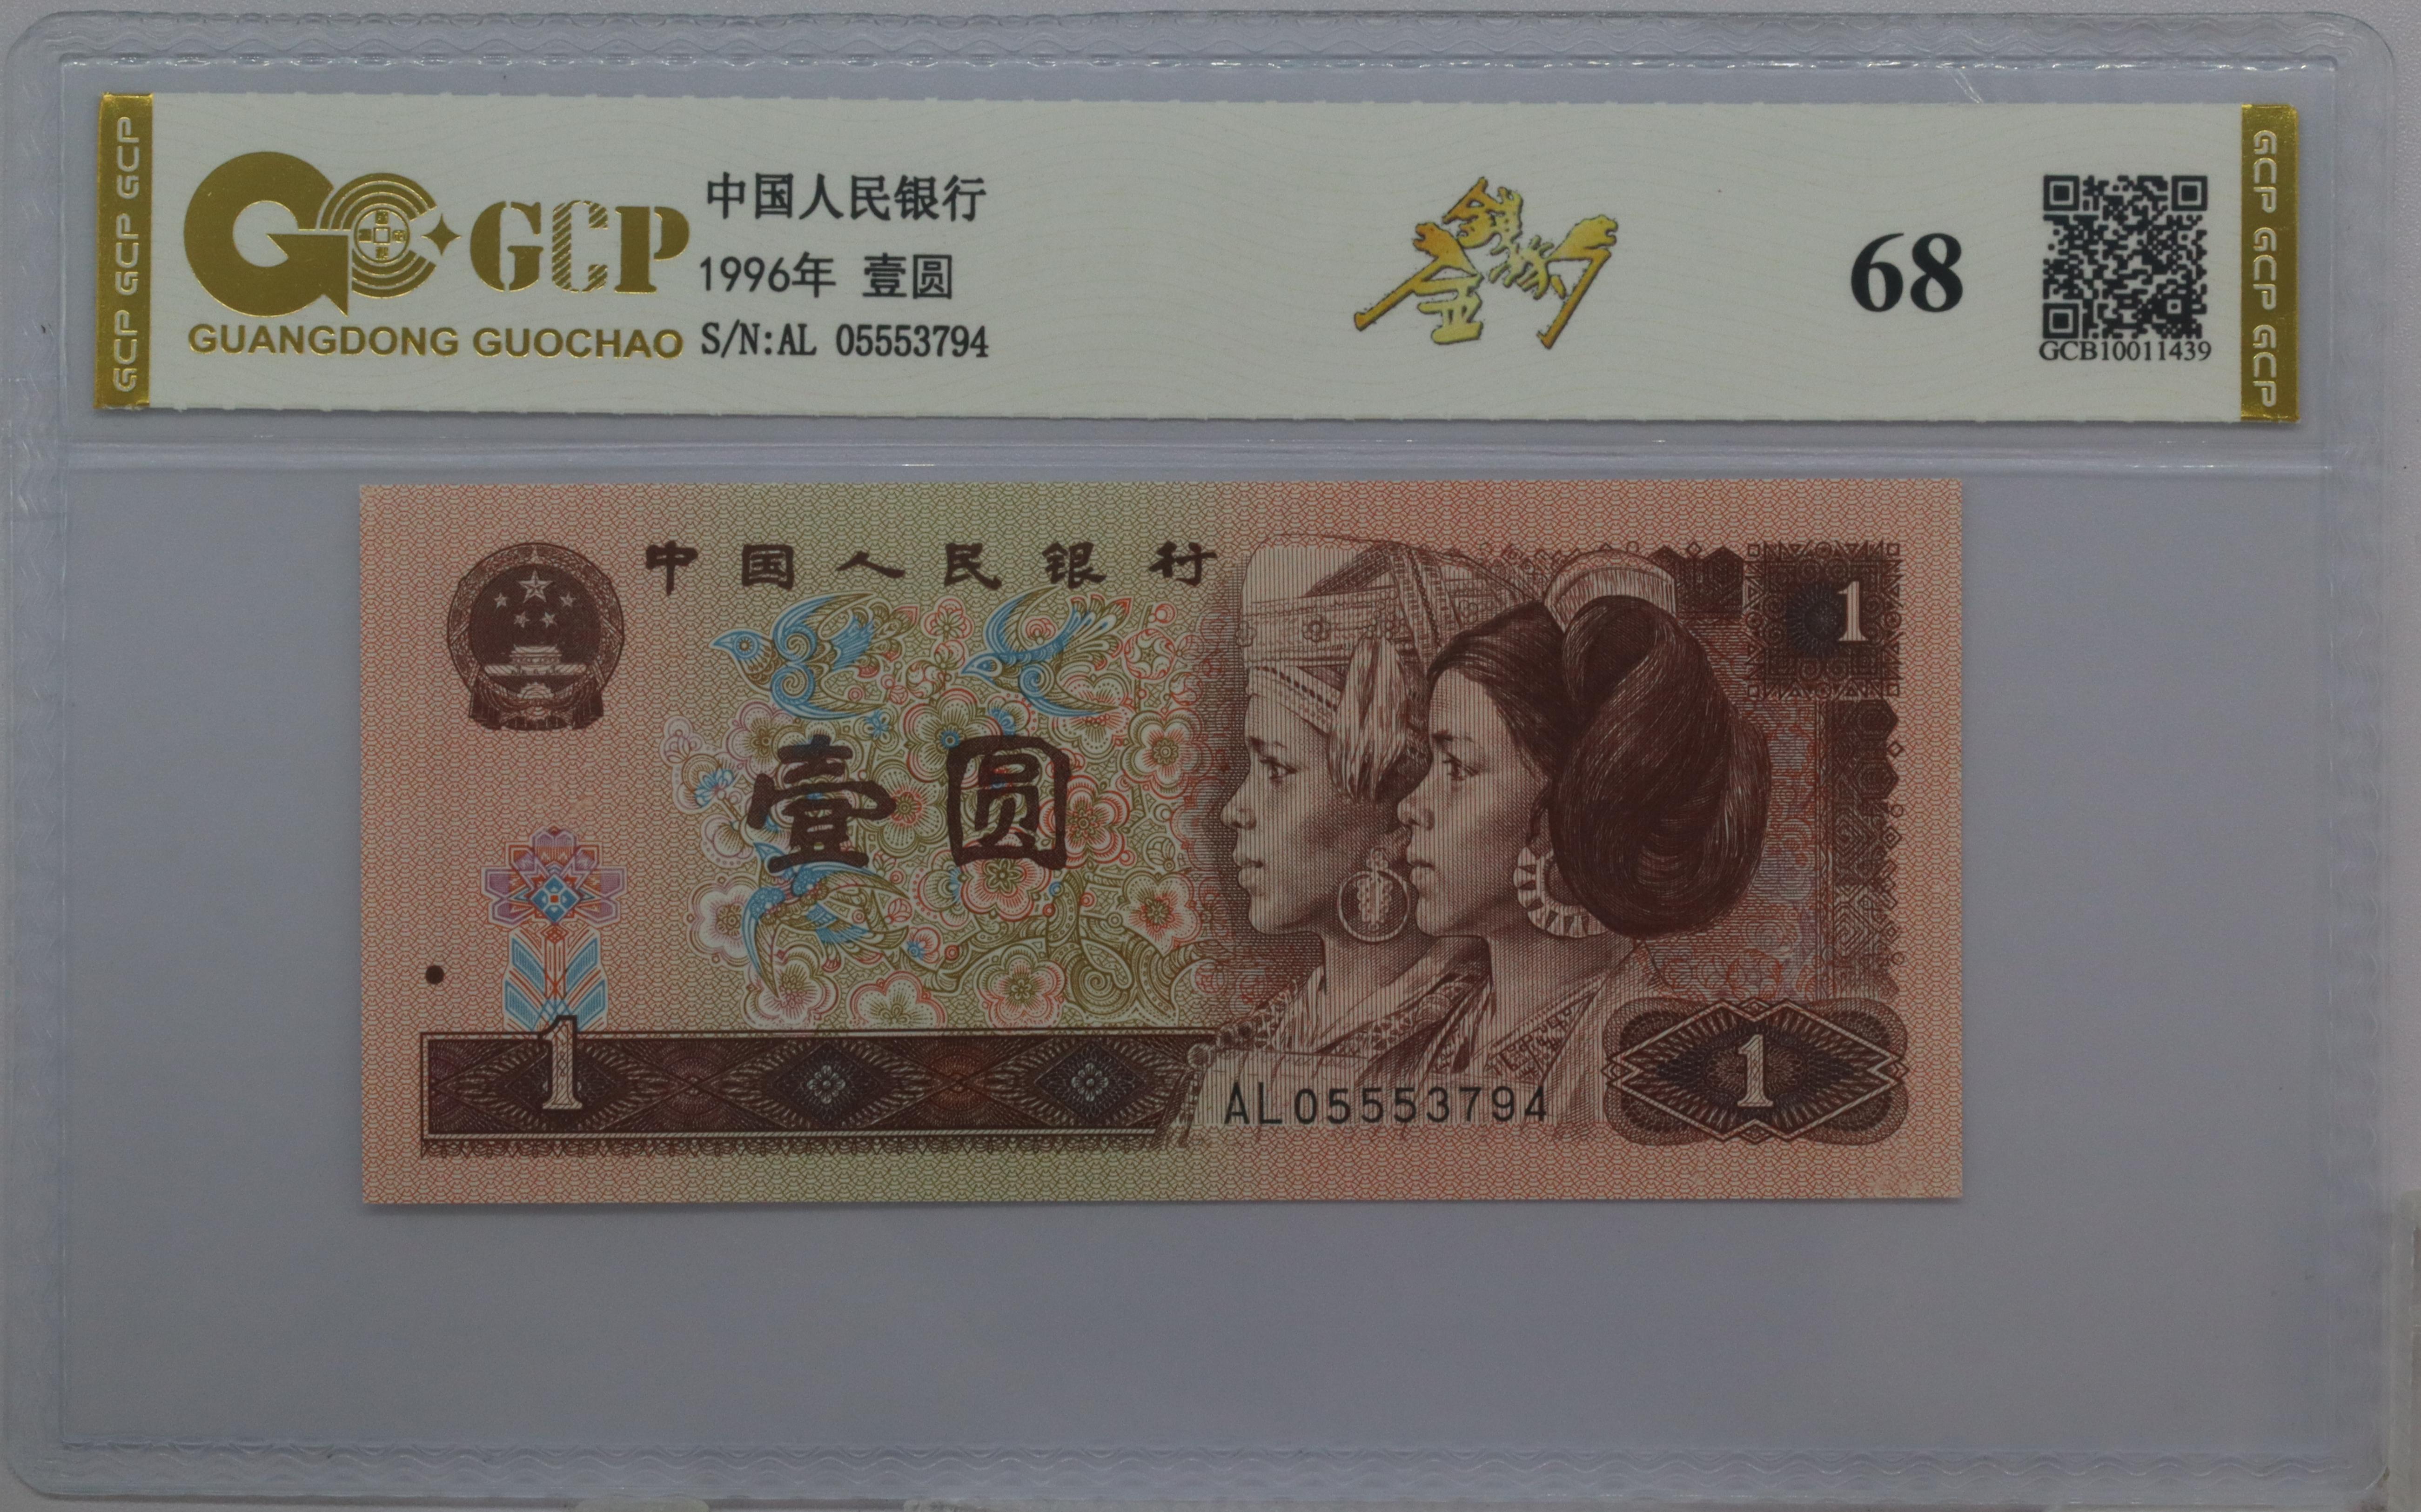 GCP GCP GCP
GCP
GUANGDONG GUOCHAO
中国人民银行
1996年 壹圆
S/N:AL 05553794
68
GCB10011439
GCP GCP GCP
中国人民银行
1
壹圆
1
1
AL05553794